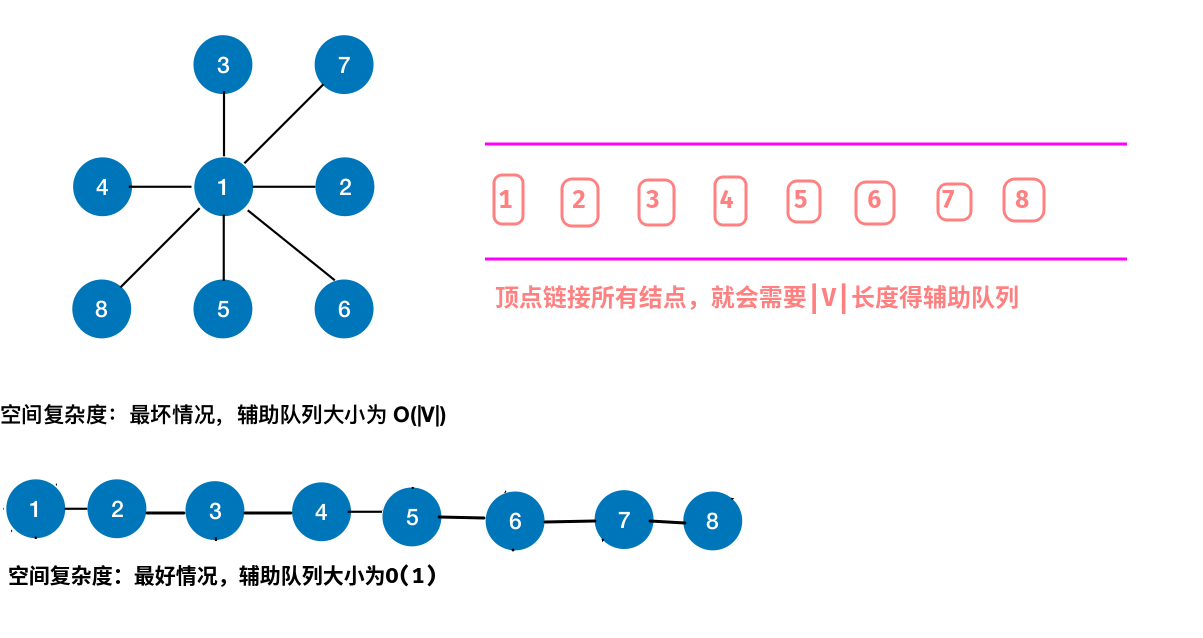 3 7
4 1 2
8 5 6
1 2 3 4 5 6 7 8
顶点链接所有结点，就会需要|V|长度得辅助队列
空间复杂度：最坏情况，辅助队列大小为 O(|V|)
1 2 3 4 5 6 7 8
空间复杂度：最好情况，辅助队列大小为O(1)